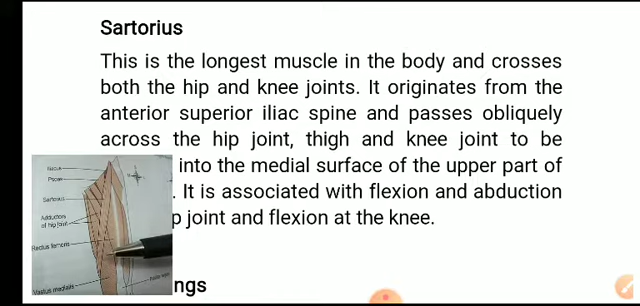 Sartorius
This is the longest muscle in the body and crosses
both the hip and knee joints. It originates from the
anterior superior iliac spine and passes obliquely
across the hip joint, thigh and knee joint to be
into the medial surface of the upper part of
. It is associated with flexion and abduction
p joint and flexion at the knee.
Psoas
Sartorius
Adductors
of hip joint
Rectus femoris
Vastus medialis
ngs